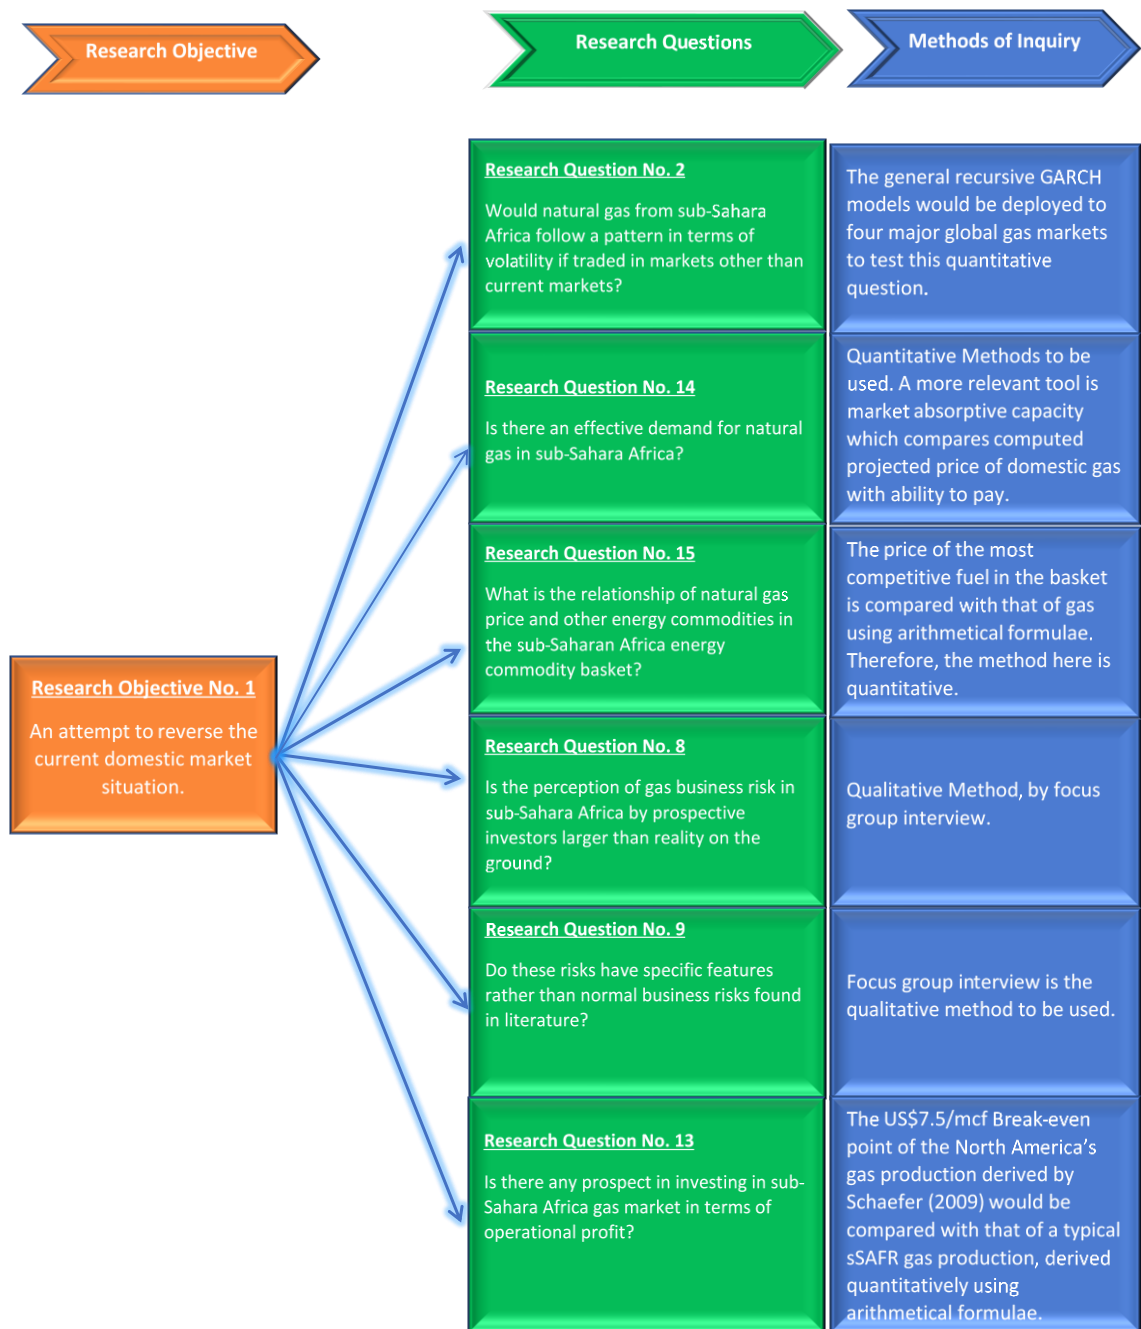 Research Objective
Research Questions
Methods of Inquiry
Research Objective No. 1
An attempt to reverse the
current domestic market
situation.
Research Question No. 2
Would natural gas from sub-Sahara
Africa follow a pattern in terms of
volatility if traded in markets other than
current markets?
The general recursive GARCH
models would be deployed to
four major global gas markets
to test this quantitative
question.
Research Question No. 14
Is there an effective demand for natural
gas in sub-Sahara Africa?
Quantitative Methods to be
used. A more relevant tool is
market absorptive capacity
which compares computed
projected price of domestic gas
with ability to pay.
Research Question No. 15
What is the relationship of natural gas
price and other energy commodities in
the sub-Saharan Africa energy
commodity basket?
The price of the most
competitive fuel in the basket
is compared with that of gas
using arithmetical formulae.
Therefore, the method here is
quantitative.
Research Question No. 8
Is the perception of gas business risk in
sub-Sahara Africa by prospective
investors larger than reality on the
ground?
Qualitative Method, by focus
group interview.
Research Question No. 9
Do these risks have specific features
rather than normal business risks found
in literature?
Focus group interview is the
qualitative method to be used.
Research Question No. 13
Is there any prospect in investing in sub-
Sahara Africa gas market in terms of
operational profit?
The US$7.5/mcf Break-even
point of the North America's
gas production derived by
Schaefer (2009) would be
compared with that of a typical
sSAFR gas production, derived
quantitatively using
arithmetical formulae.